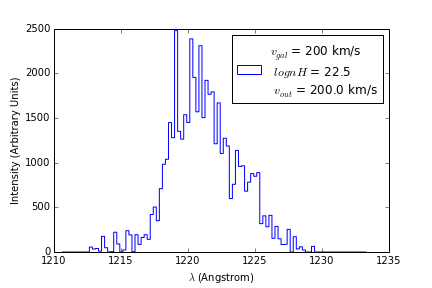 2500
2000
1500
1000
500
0
Intensity (Arbitrary Units)
v_gal = 200 km/s
lognH = 22.5
v_out = 200.0 km/s
1210 1215 1220 1225 1230 1235
λ (Angstrom)